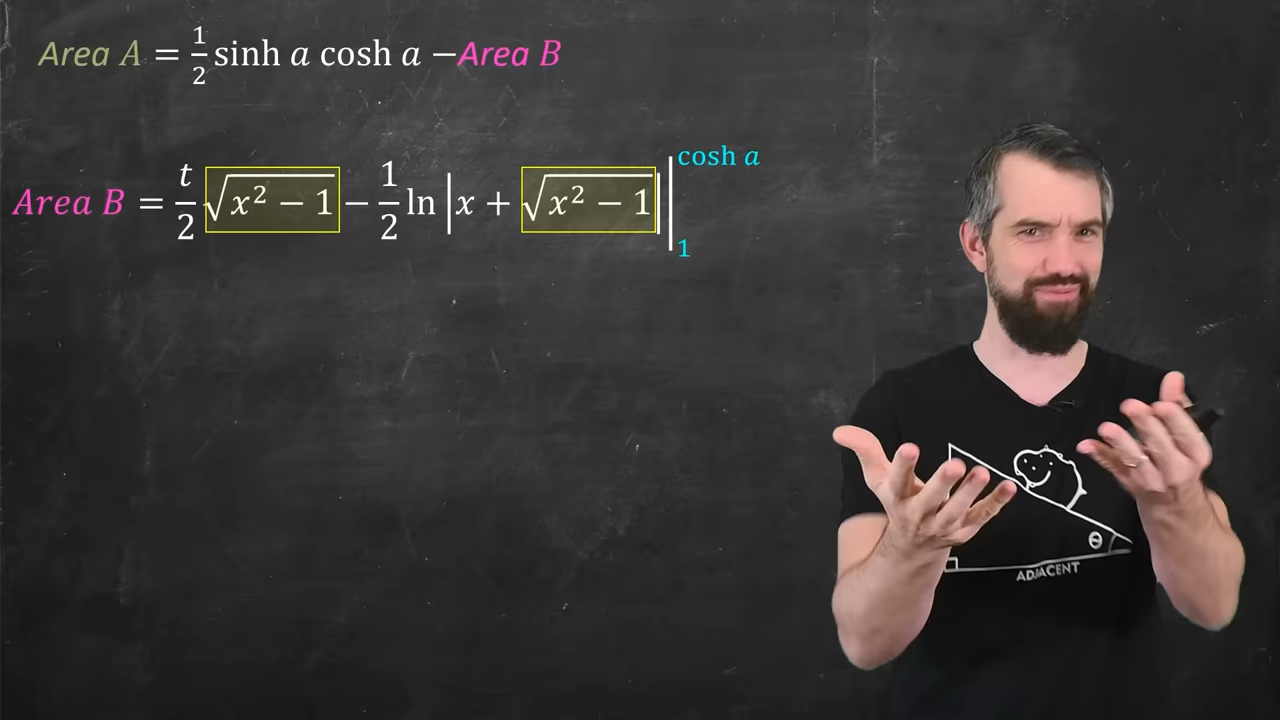 Area A = 1/2 sinh a cosh a − Area B
Area B = t/2 √(x² − 1) − 1/2 ln |x + √(x² − 1)| |₁^(cosh a)
θ
ADJACENT